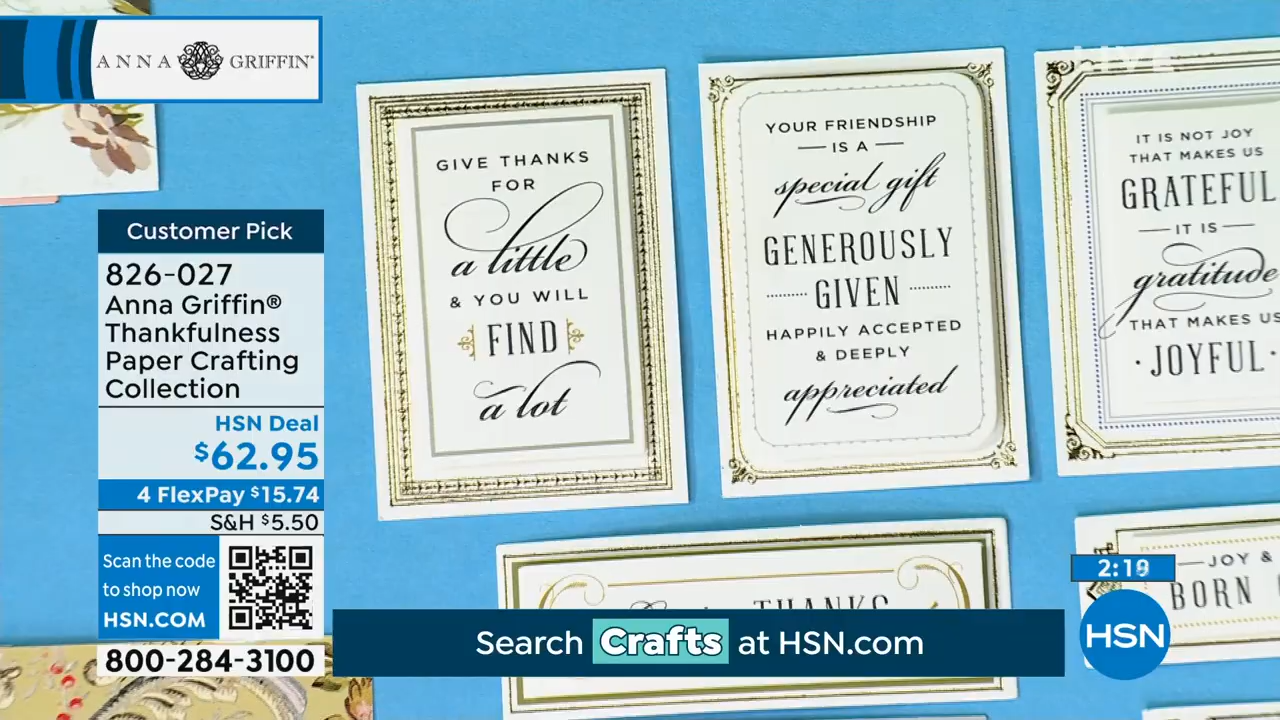 ANNA GRIFFIN®
LIVE
Customer Pick
826-027
Anna Griffin®
Thankfulness
Paper Crafting
Collection
HSN Deal
$62.95
4 FlexPay $15.74
S&H $5.50
Scan the code
to shop now
HSN.COM
800-284-3100
GIVE THANKS
FOR
a little
& YOU WILL
FIND
a lot
YOUR FRIENDSHIP
IS A
special gift
GENEROUSLY
GIVEN
HAPPILY ACCEPTED
& DEEPLY
appreciated
IT IS NOT JOY
THAT MAKES US
GRATEFUL
IT IS
gratitude
THAT MAKES US
· JOYFUL ·
THANKS
JOY &
BORN
2:19
HSN
Search Crafts at HSN.com